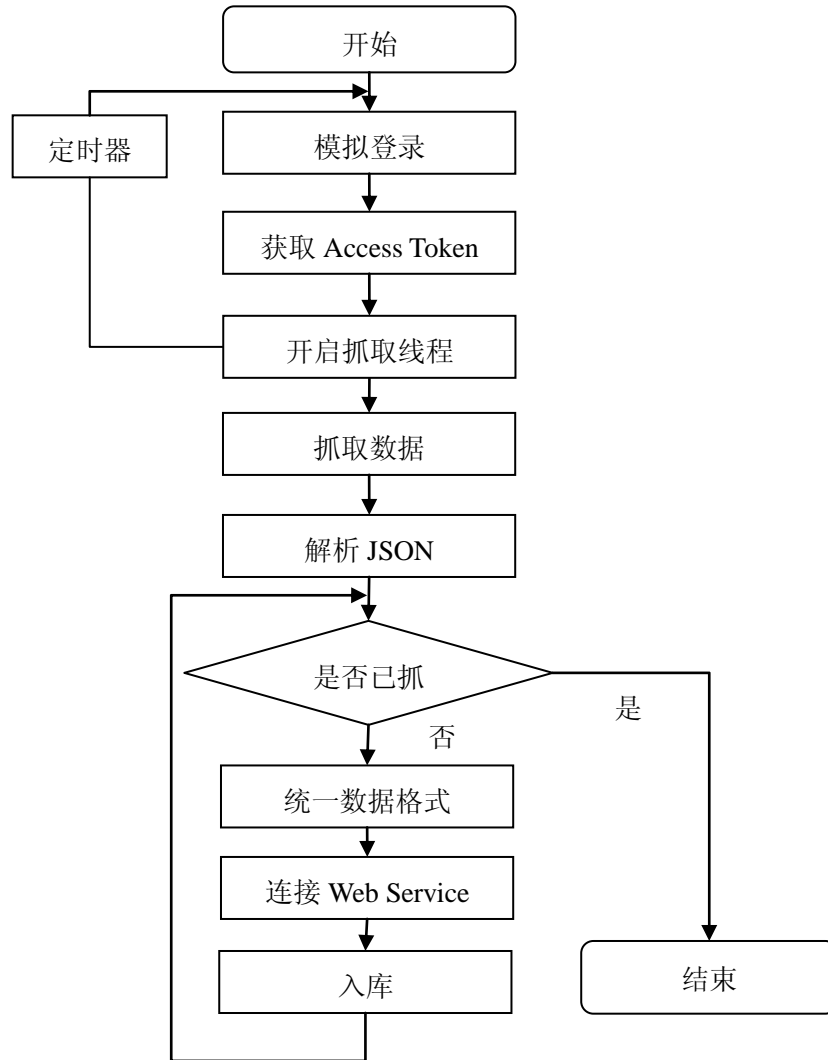 开始
定时器
模拟登录
获取 Access Token
开启抓取线程
抓取数据
解析 JSON
是否已抓
是
否
统一数据格式
连接 Web Service
入库
结束